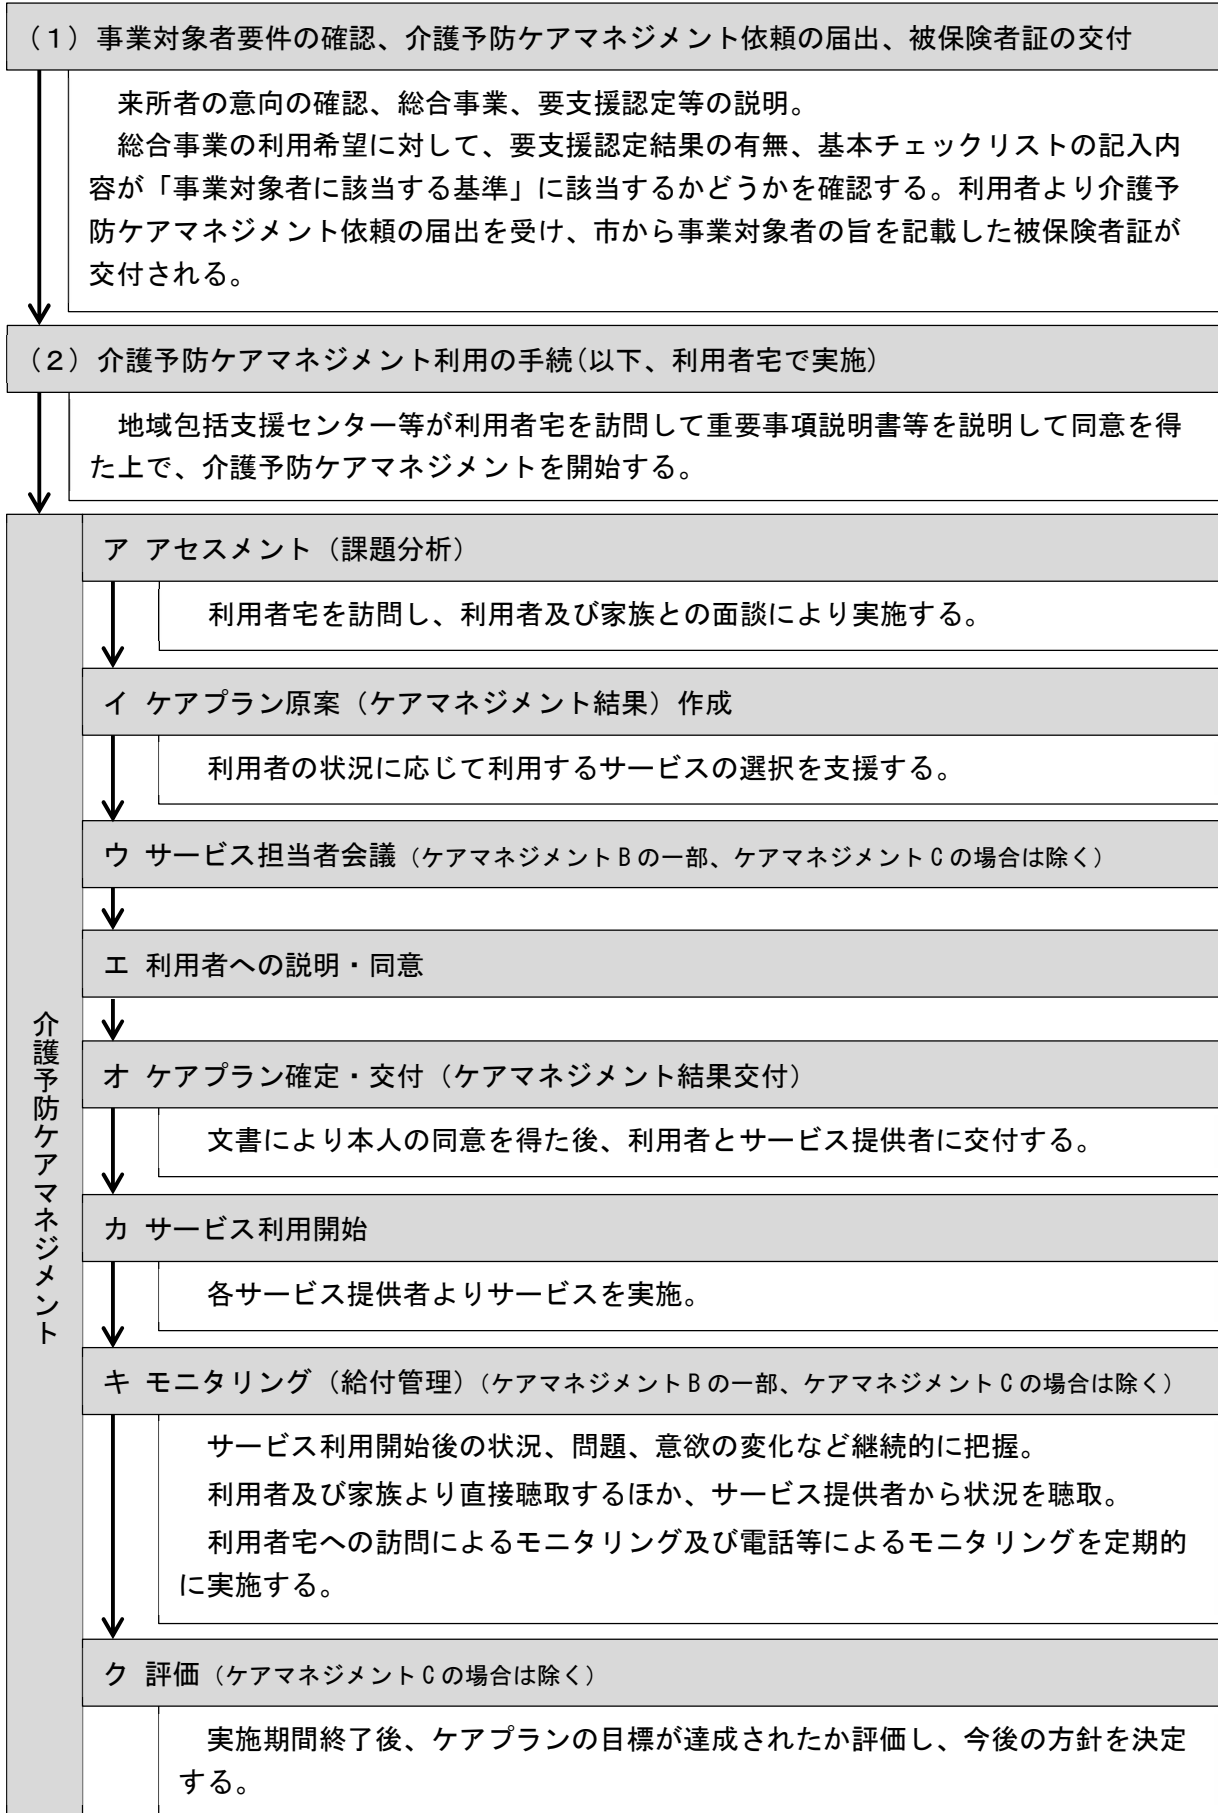 （１）事業対象者要件の確認、介護予防ケアマネジメント依頼の届出、被保険者証の交付
来所者の意向の確認、総合事業、要支援認定等の説明。
総合事業の利用希望に対して、要支援認定結果の有無、基本チェックリストの記入内
容が「事業対象者に該当する基準」に該当するかどうかを確認する。利用者より介護予
防ケアマネジメント依頼の届出を受け、市から事業対象者の旨を記載した被保険者証が
交付される。
（２）介護予防ケアマネジメント利用の手続(以下、利用者宅で実施)
地域包括支援センター等が利用者宅を訪問して重要事項説明書等を説明して同意を得
た上で、介護予防ケアマネジメントを開始する。
介護予防ケアマネジメント
ア アセスメント（課題分析）
利用者宅を訪問し、利用者及び家族との面談により実施する。
イ ケアプラン原案（ケアマネジメント結果）作成
利用者の状況に応じて利用するサービスの選択を支援する。
ウ サービス担当者会議（ケアマネジメントＢの一部、ケアマネジメントＣの場合は除く）
エ 利用者への説明・同意
オ ケアプラン確定・交付（ケアマネジメント結果交付）
文書により本人の同意を得た後、利用者とサービス提供者に交付する。
カ サービス利用開始
各サービス提供者よりサービスを実施。
キ モニタリング（給付管理）（ケアマネジメントＢの一部、ケアマネジメントＣの場合は除く）
サービス利用開始後の状況、問題、意欲の変化など継続的に把握。
利用者及び家族より直接聴取するほか、サービス提供者から状況を聴取。
利用者宅への訪問によるモニタリング及び電話等によるモニタリングを定期的
に実施する。
ク 評価（ケアマネジメントＣの場合は除く）
実施期間終了後、ケアプランの目標が達成されたか評価し、今後の方針を決定
する。